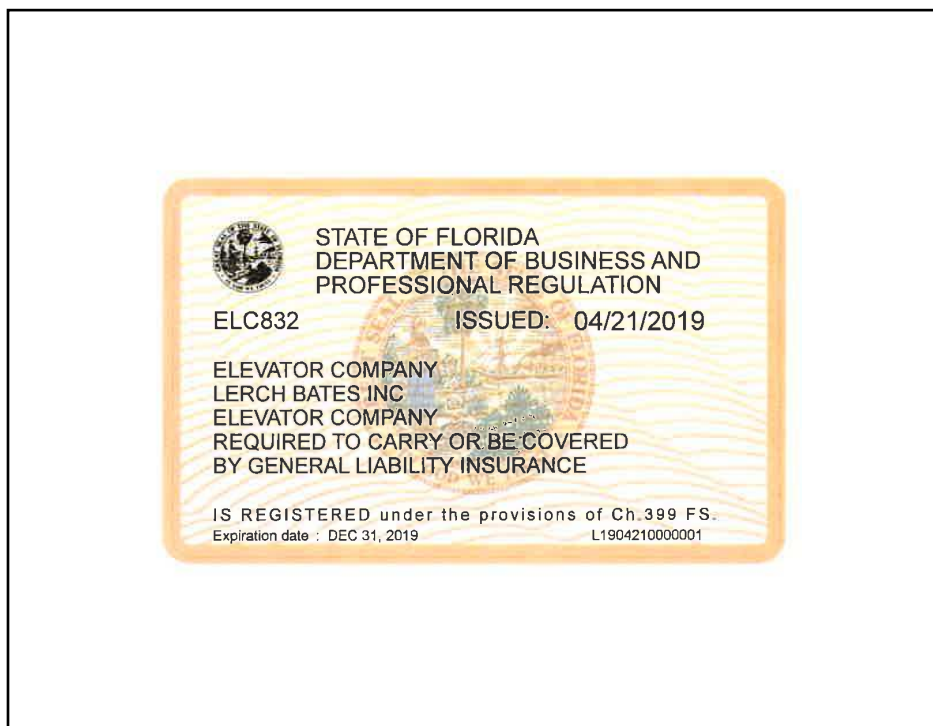 STATE OF FLORIDA
DEPARTMENT OF BUSINESS AND
PROFESSIONAL REGULATION
ELC832 ISSUED: 04/21/2019
ELEVATOR COMPANY
LERCH BATES INC
ELEVATOR COMPANY
REQUIRED TO CARRY OR BE COVERED
BY GENERAL LIABILITY INSURANCE
IS REGISTERED under the provisions of Ch.399 FS.
Expiration date : DEC 31, 2019 L1904210000001